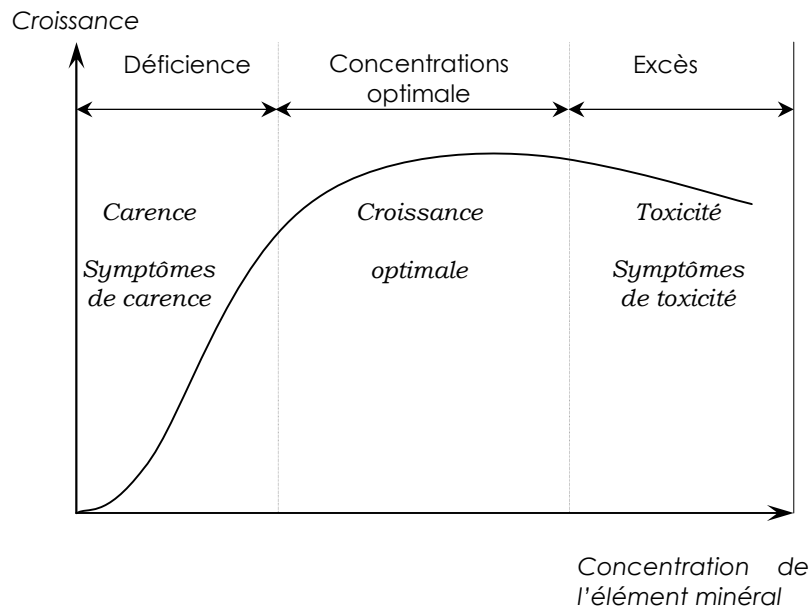 Croissance
Déficience
Concentrations
optimale
Excès
Carence
Croissance
Toxicité
Symptômes
de carence
optimale
Symptômes
de toxicité
Concentration de
l'élément minéral